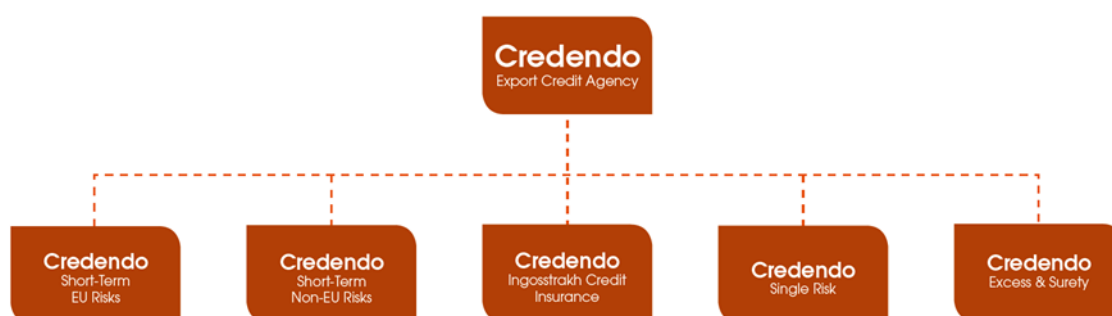 Credendo
Export Credit Agency
Credendo
Short-Term
EU Risks
Credendo
Short-Term
Non-EU Risks
Credendo
Ingosstrakh Credit
Insurance
Credendo
Single Risk
Credendo
Excess & Surety